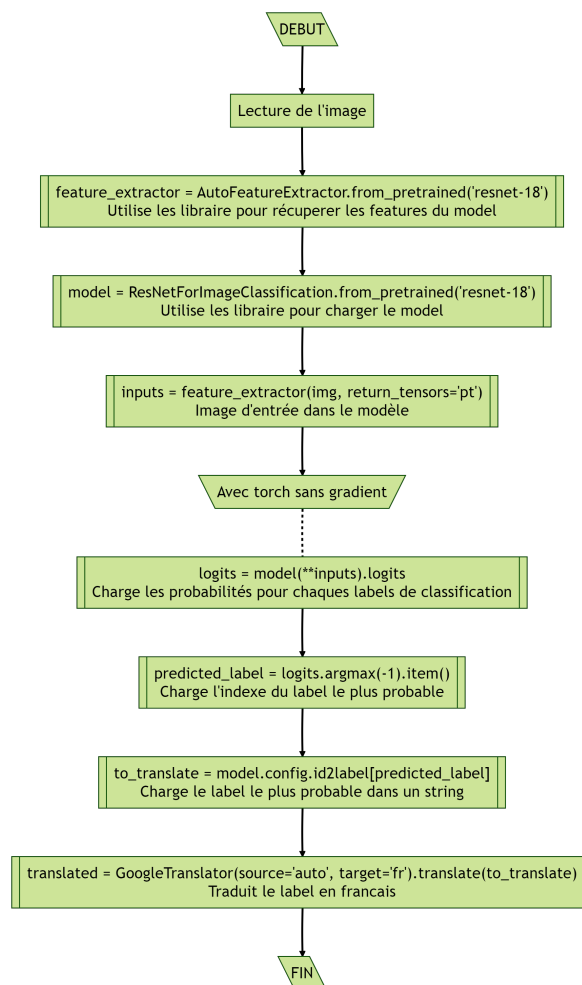 DEBUT
Lecture de l'image
feature_extractor = AutoFeatureExtractor.from_pretrained('resnet-18')
Utilise les libraire pour récuperer les features du model
model = ResNetForImageClassification.from_pretrained('resnet-18')
Utilise les libraire pour charger le model
inputs = feature_extractor(img, return_tensors='pt')
Image d'entrée dans le modèle
Avec torch sans gradient
logits = model(**inputs).logits
Charge les probabilités pour chaques labels de classification
predicted_label = logits.argmax(-1).item()
Charge l'indexe du label le plus probable
to_translate = model.config.id2label[predicted_label]
Charge le label le plus probable dans un string
translated = GoogleTranslator(source='auto', target='fr').translate(to_translate)
Traduit le label en francais
FIN